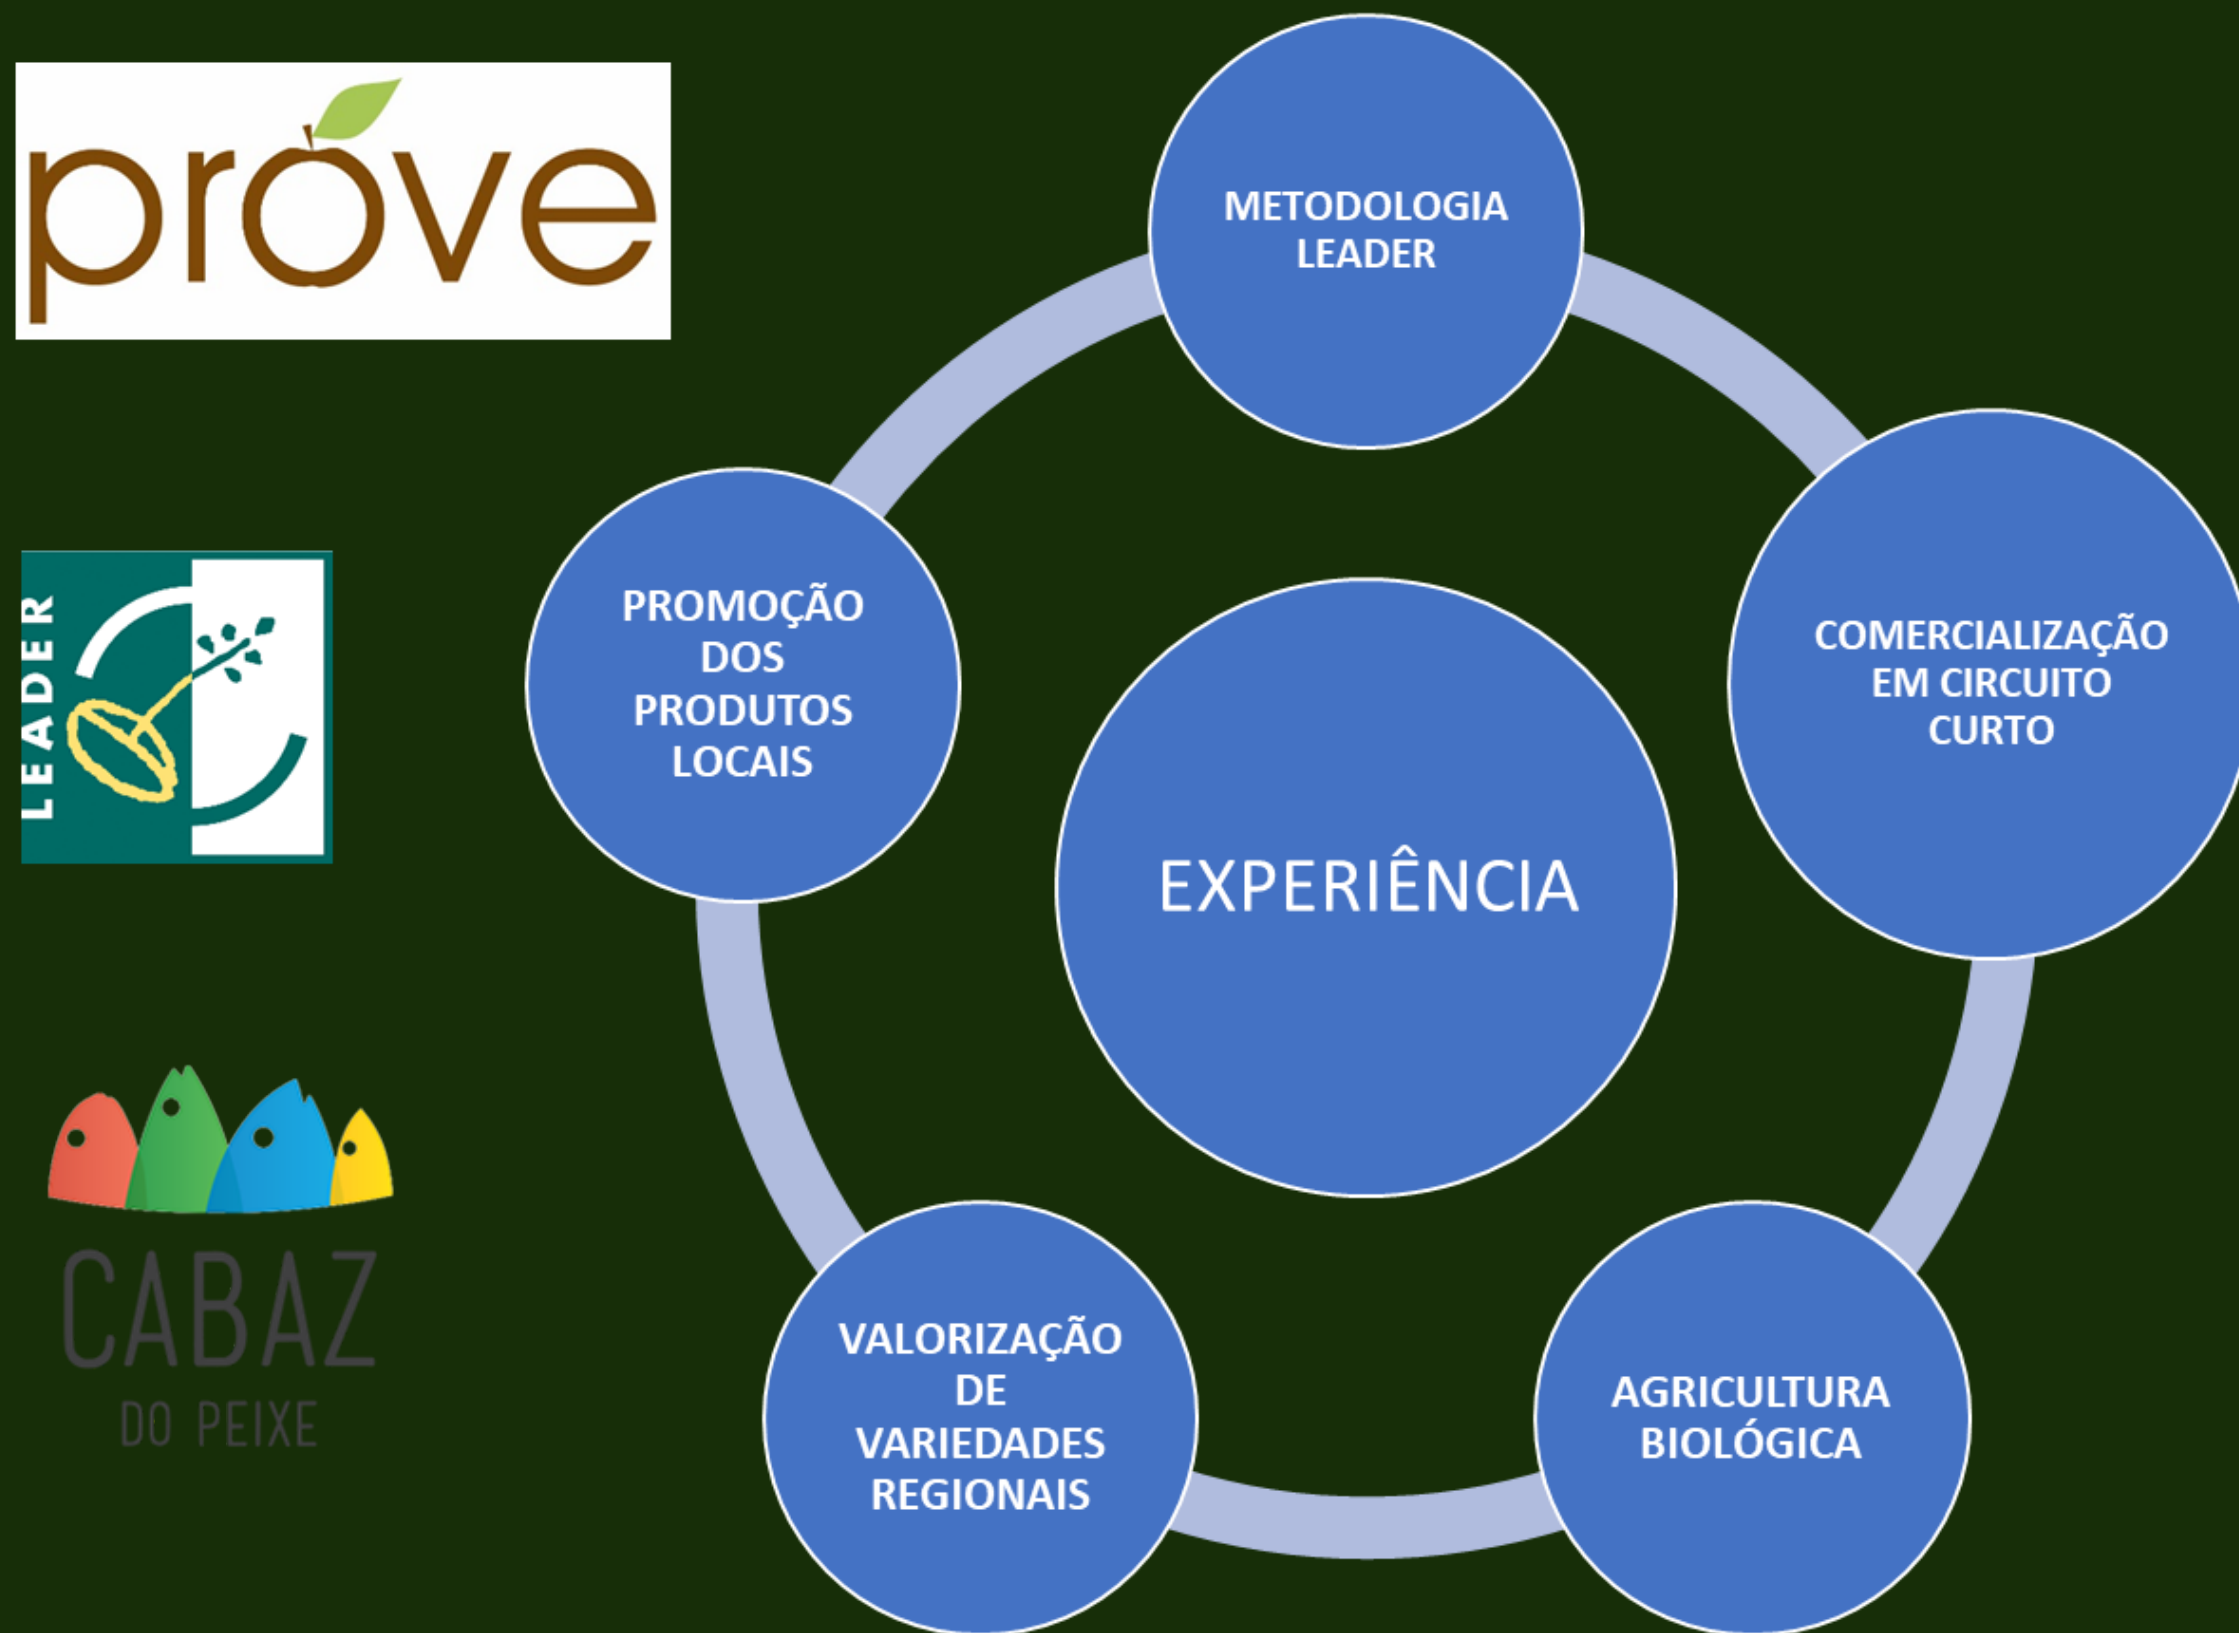 prove
LEADER
CABAZ
DO PEIXE
METODOLOGIA
LEADER
COMERCIALIZAÇÃO
EM CIRCUITO
CURTO
AGRICULTURA
BIOLÓGICA
VALORIZAÇÃO
DE
VARIEDADES
REGIONAIS
PROMOÇÃO
DOS
PRODUTOS
LOCAIS
EXPERIÊNCIA